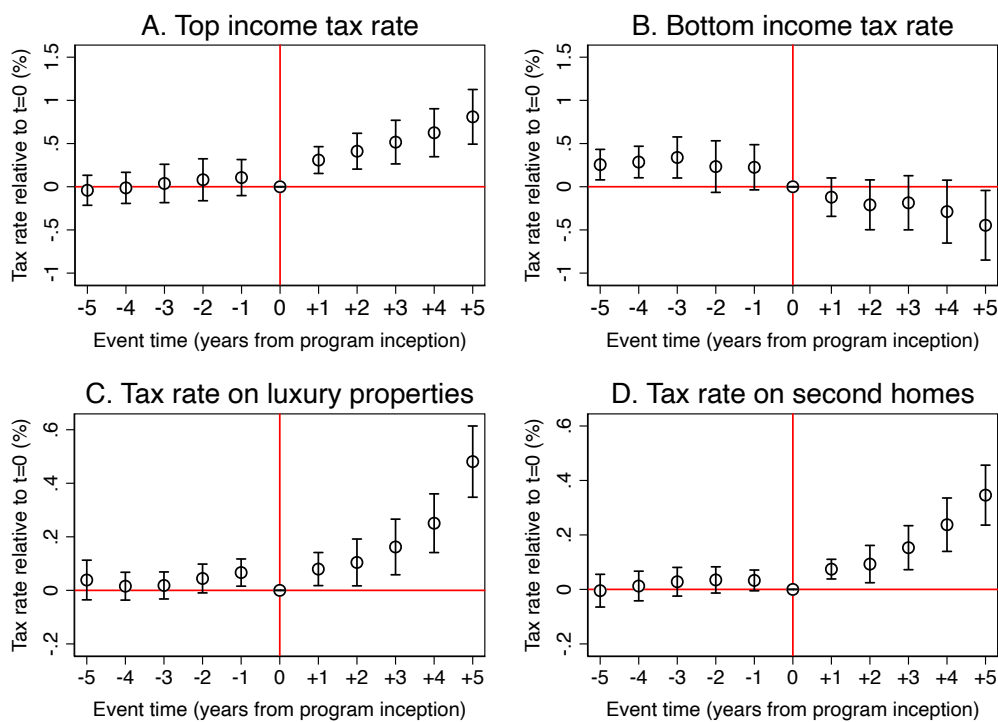 A. Top income tax rate
Tax rate relative to t=0 (%)
1.5
1
.5
0
-.5
-1
-5 -4 -3 -2 -1 0 +1 +2 +3 +4 +5
Event time (years from program inception)
B. Bottom income tax rate
Tax rate relative to t=0 (%)
1.5
1
.5
0
-.5
-1
-5 -4 -3 -2 -1 0 +1 +2 +3 +4 +5
Event time (years from program inception)
C. Tax rate on luxury properties
Tax rate relative to t=0 (%)
.6
.4
.2
0
-.2
-5 -4 -3 -2 -1 0 +1 +2 +3 +4 +5
Event time (years from program inception)
D. Tax rate on second homes
Tax rate relative to t=0 (%)
.6
.4
.2
0
-.2
-5 -4 -3 -2 -1 0 +1 +2 +3 +4 +5
Event time (years from program inception)